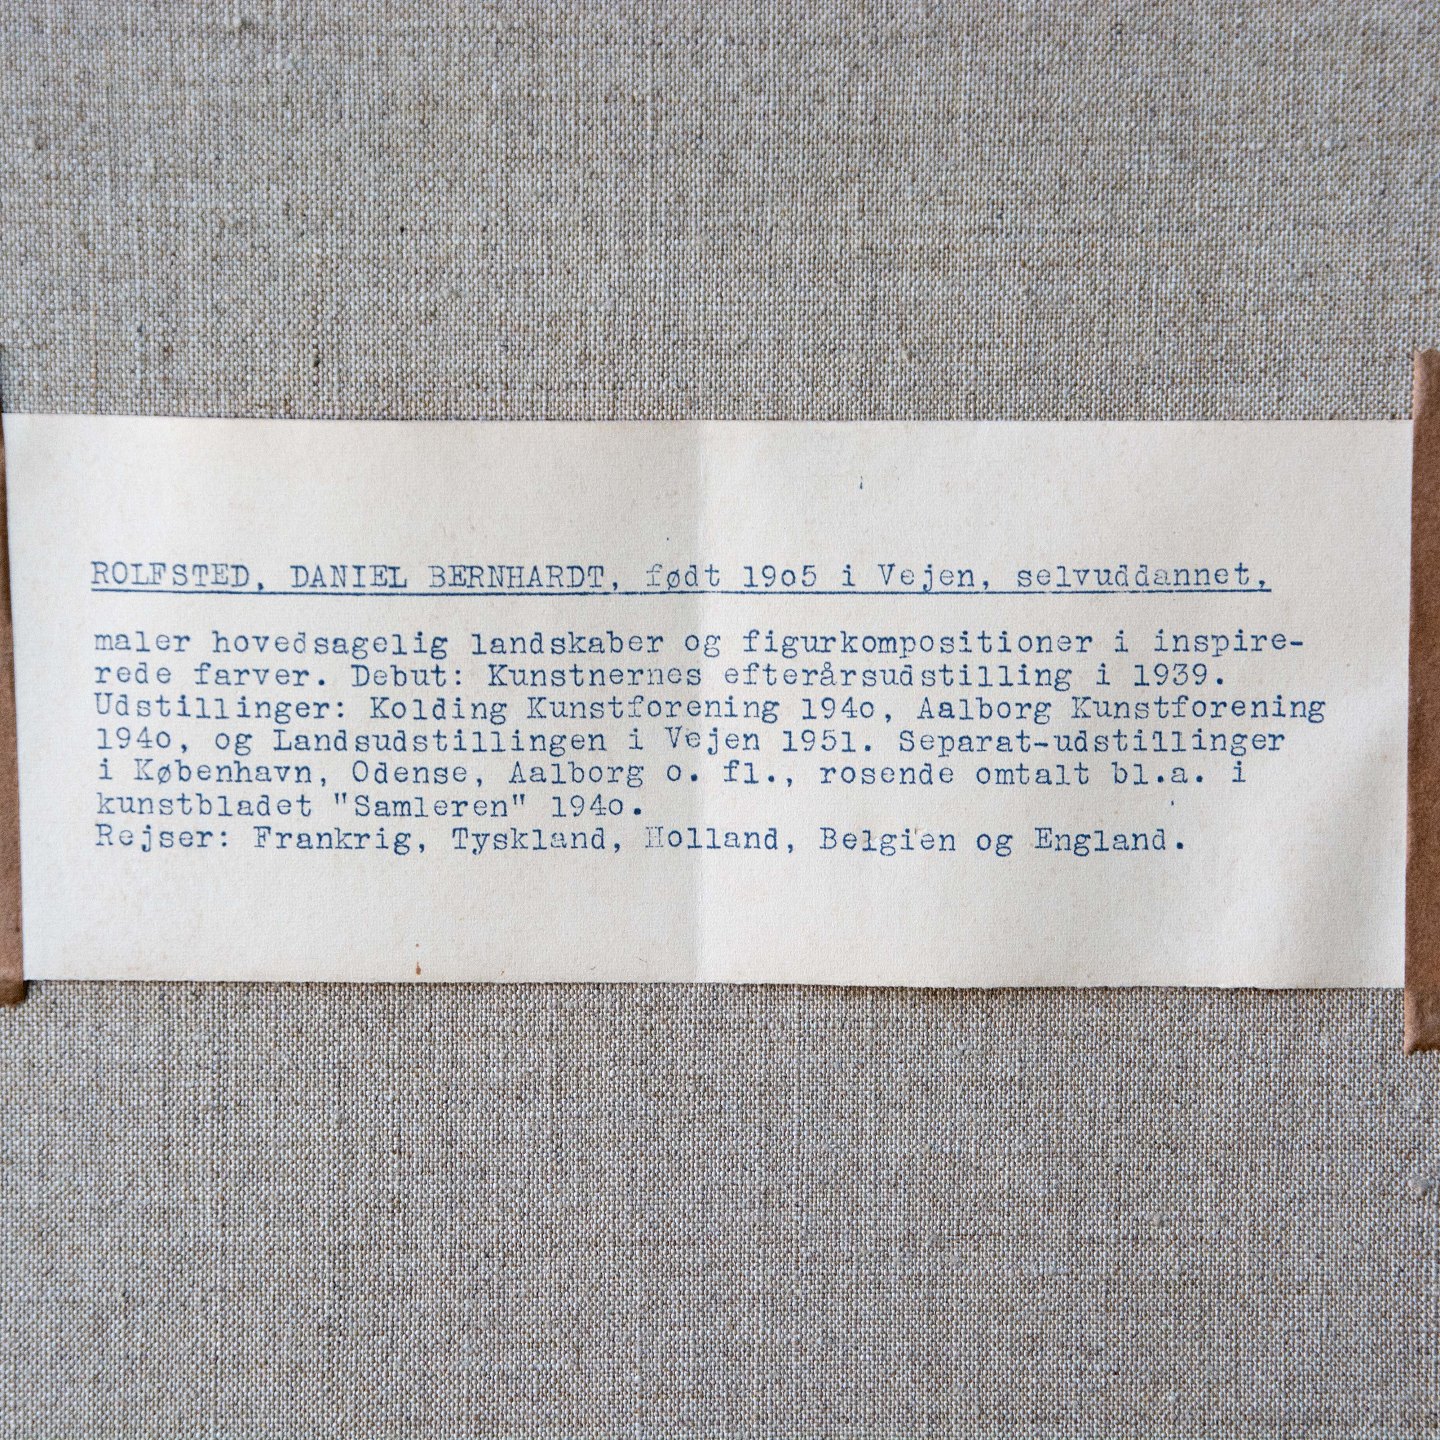 ROLFSTED, DANIEL BERNHARDT, født 19o5 i Vejen, selvuddannet,
maler hovedsagelig landskaber og figurkompositioner i inspire-
rede farver. Debut: Kunstnernes efterårsudstilling i 1939.
Udstillinger: Kolding Kunstforening 194o, Aalborg Kunstforening
194o, og Landsudstillingen i Vejen 1951. Separat-udstillinger
i København, Odense, Aalborg o. fl., rosende omtalt bl.a. i
kunstbladet "Samleren" 194o.
Rejser: Frankrig, Tyskland, Holland, Belgien og England.